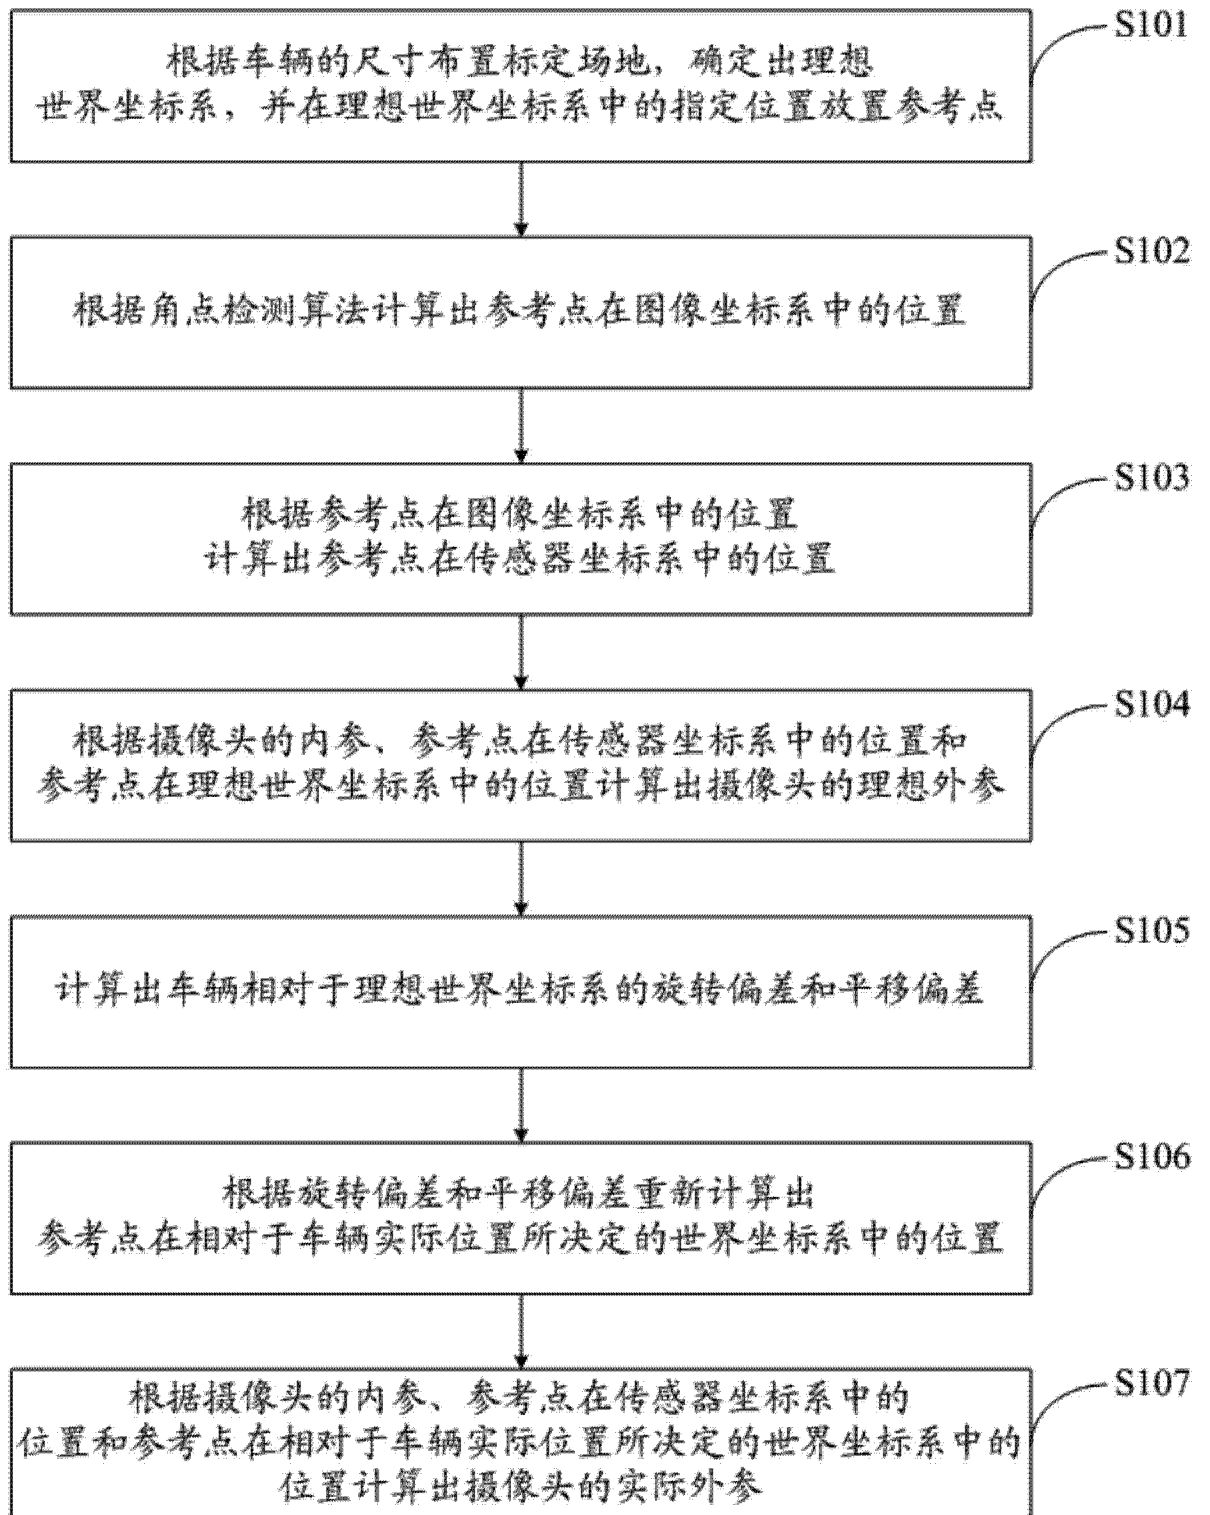 S101
根据车辆的尺寸布置标定场地，确定出理想
世界坐标系，并在理想世界坐标系中的指定位置放置参考点
S102
根据角点检测算法计算出参考点在图像坐标系中的位置
S103
根据参考点在图像坐标系中的位置
计算出参考点在传感器坐标系中的位置
S104
根据摄像头的内参、参考点在传感器坐标系中的位置和
参考点在理想世界坐标系中的位置计算出摄像头的理想外参
S105
计算出车辆相对于理想世界坐标系的旋转偏差和平移偏差
S106
根据旋转偏差和平移偏差重新计算出
参考点在相对于车辆实际位置所决定的世界坐标系中的位置
S107
根据摄像头的内参、参考点在传感器坐标系中的
位置和参考点在相对于车辆实际位置所决定的世界坐标系中的
位置计算出摄像头的实际外参